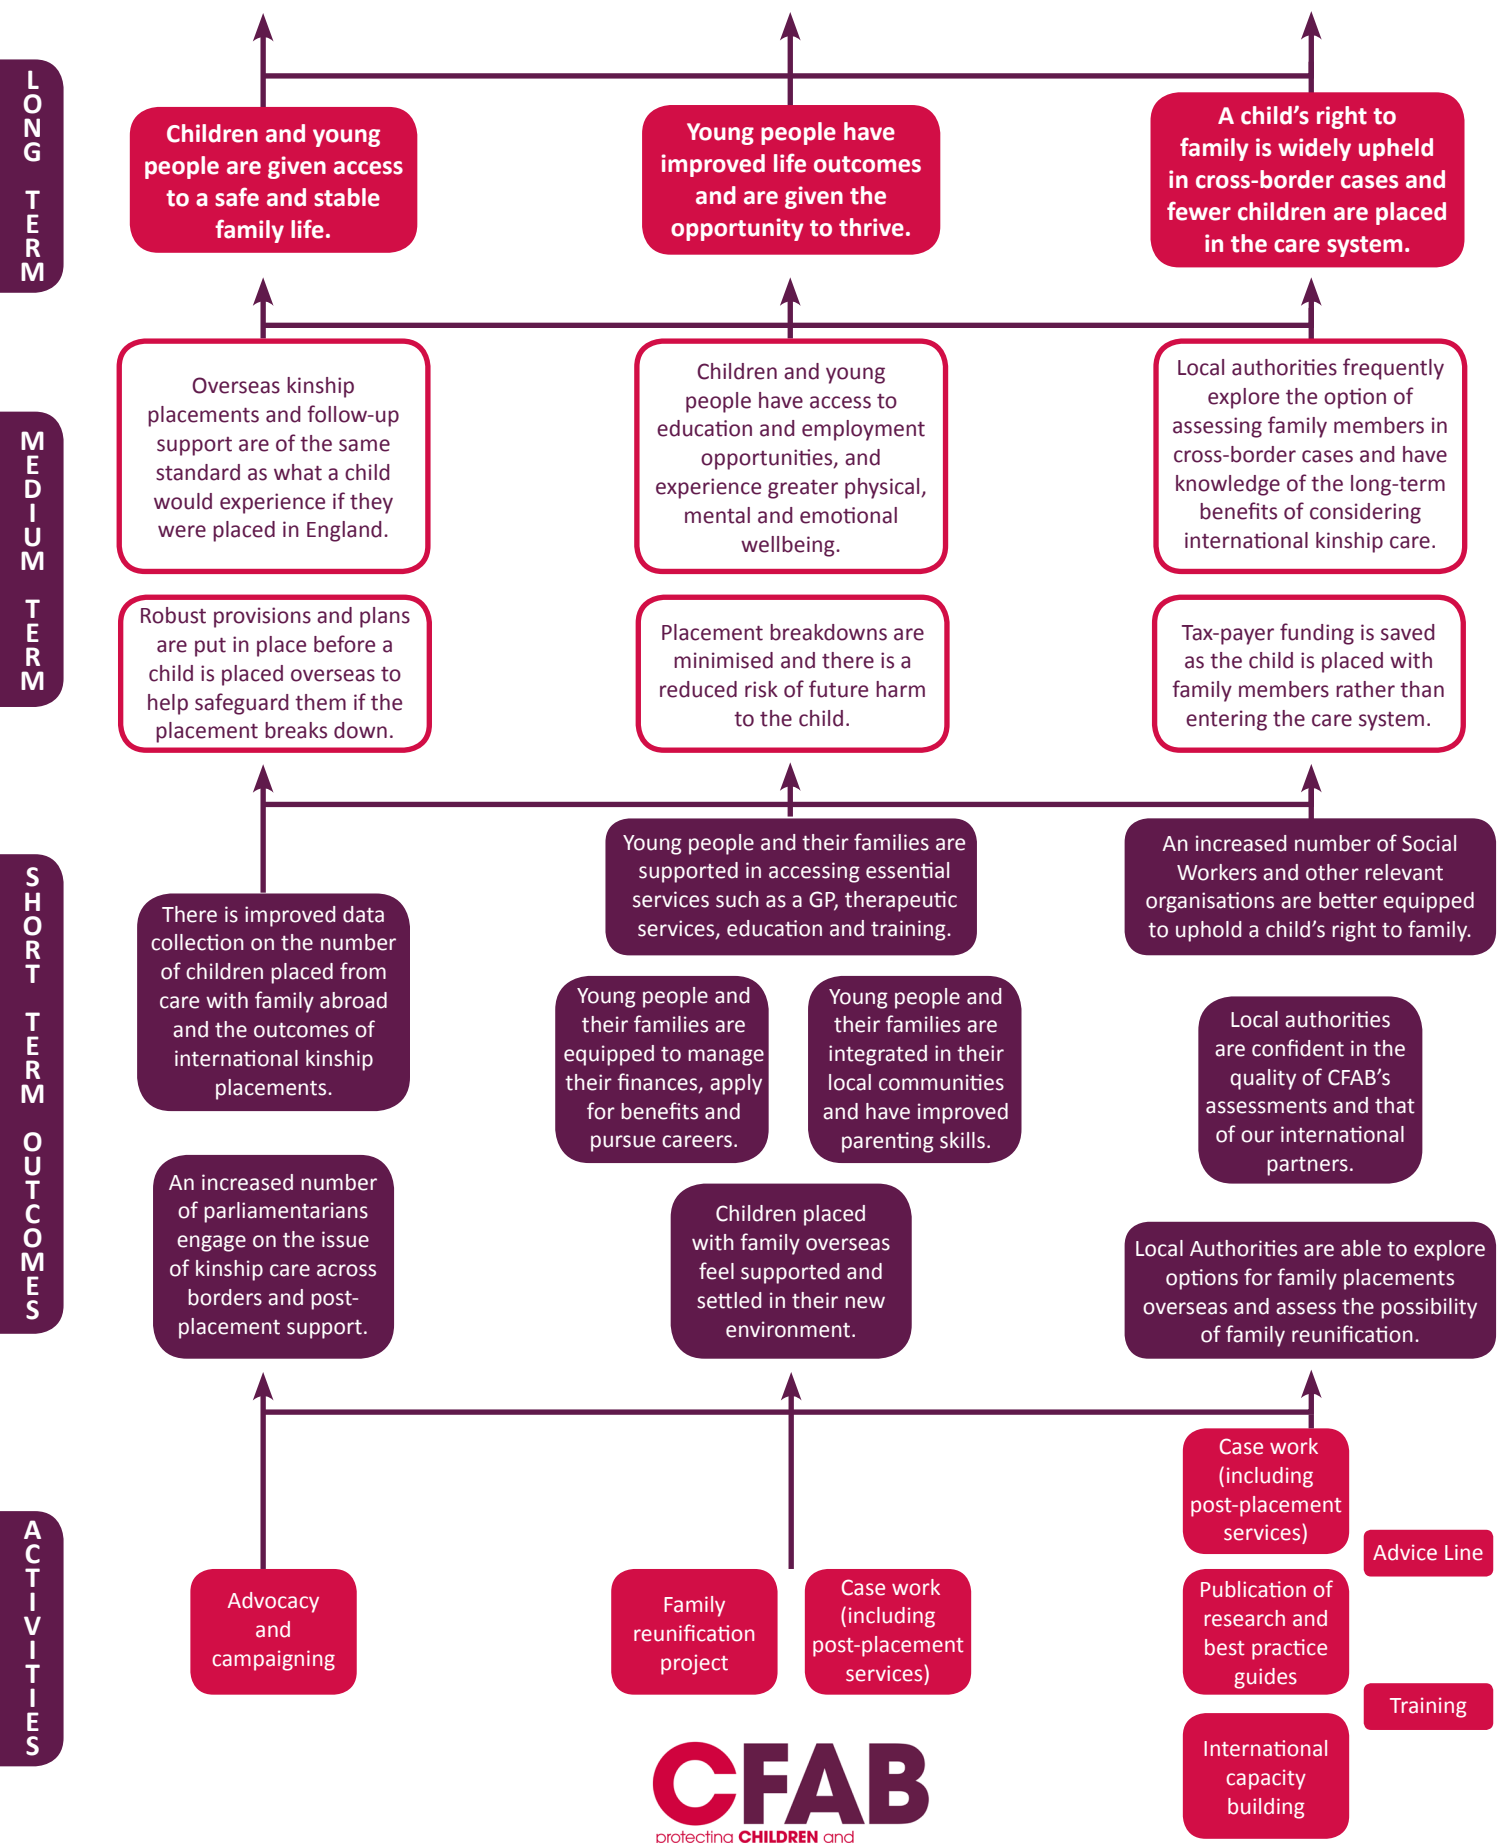 LONG TERM
Children and young
people are given access
to a safe and stable
family life.
Young people have
improved life outcomes
and are given the
opportunity to thrive.
A child's right to
family is widely upheld
in cross-border cases and
fewer children are placed
in the care system.
MEDIUM TERM
Overseas kinship
placements and follow-up
support are of the same
standard as what a child
would experience if they
were placed in England.
Children and young
people have access to
education and employment
opportunities, and
experience greater physical,
mental and emotional
wellbeing.
Local authorities frequently
explore the option of
assessing family members in
cross-border cases and have
knowledge of the long-term
benefits of considering
international kinship care.
Robust provisions and plans
are put in place before a
child is placed overseas to
help safeguard them if the
placement breaks down.
Placement breakdowns are
minimised and there is a
reduced risk of future harm
to the child.
Tax-payer funding is saved
as the child is placed with
family members rather than
entering the care system.
SHORT TERM OUTCOMES
There is improved data
collection on the number
of children placed from
care with family abroad
and the outcomes of
international kinship
placements.
An increased number
of parliamentarians
engage on the issue
of kinship care across
borders and post-
placement support.
Young people and their families are
supported in accessing essential
services such as a GP, therapeutic
services, education and training.
Young people and
their families are
equipped to manage
their finances, apply
for benefits and
pursue careers.
Young people and
their families are
integrated in their
local communities
and have improved
parenting skills.
Children placed
with family overseas
feel supported and
settled in their new
environment.
An increased number of Social
Workers and other relevant
organisations are better equipped
to uphold a child's right to family.
Local authorities
are confident in the
quality of CFAB's
assessments and that
of our international
partners.
Local Authorities are able to explore
options for family placements
overseas and assess the possibility
of family reunification.
ACTIVITIES
Advocacy
and
campaigning
Family
reunification
project
Case work
(including
post-placement
services)
Case work
(including
post-placement
services)
Advice Line
Publication of
research and
best practice
guides
Training
International
capacity
building
CFAB
protecting CHILDREN and